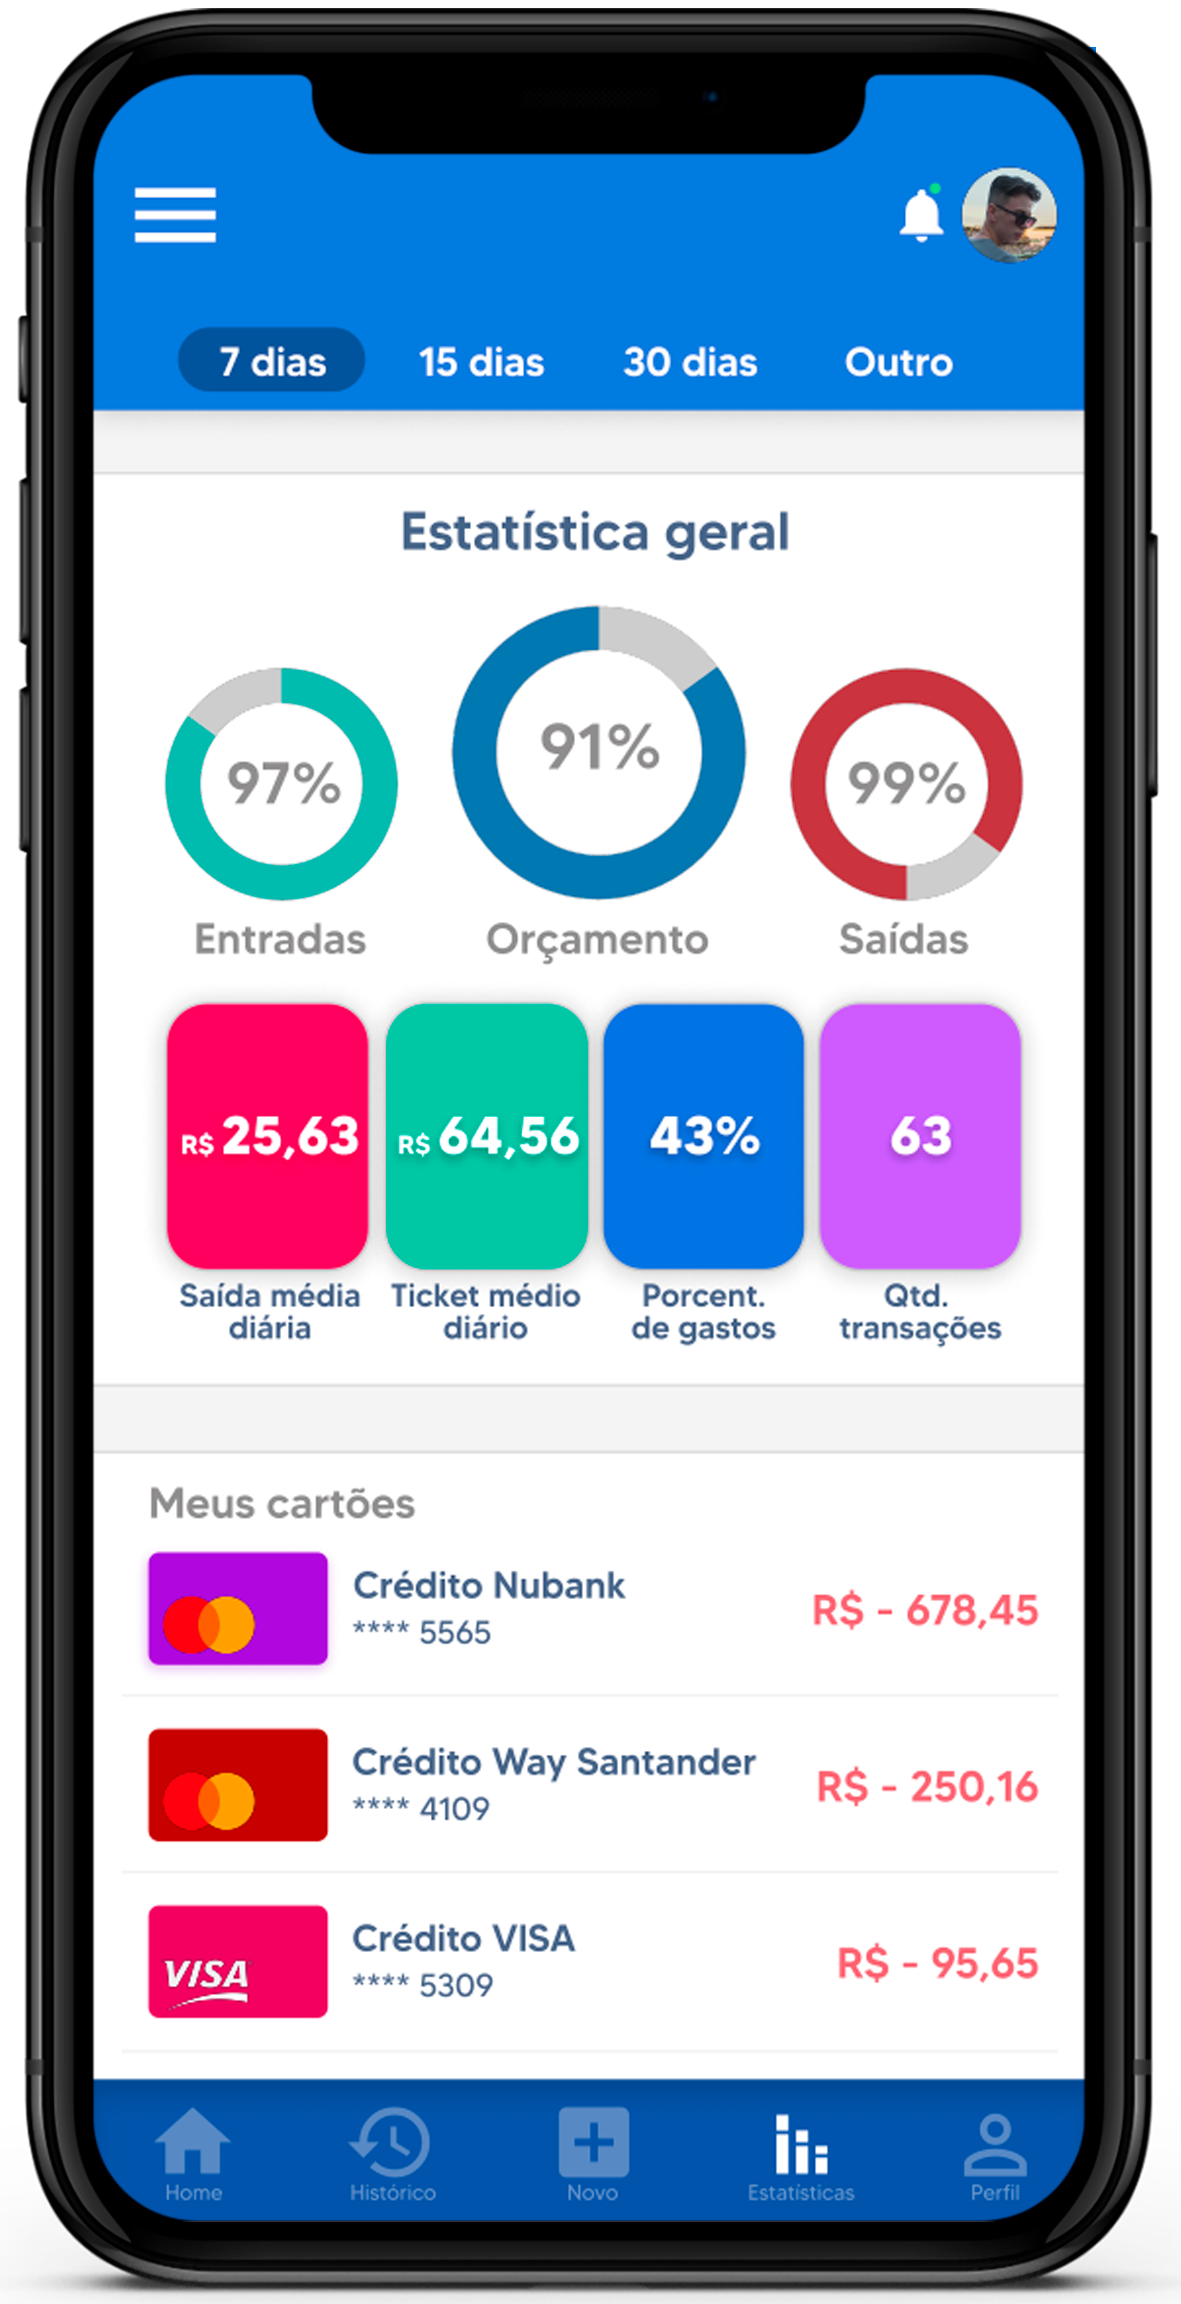 7 dias 15 dias 30 dias Outro
Estatística geral
97% 91% 99%
Entradas Orçamento Saídas
R$ 25,63 R$ 64,56 43% 63
Saída média Ticket médio Porcent. Qtd.
diária diário de gastos transações
Meus cartões
Crédito Nubank
**** 5565
R$ - 678,45
Crédito Way Santander
**** 4109
R$ - 250,16
VISA
Crédito VISA
**** 5309
R$ - 95,65
Home Histórico Novo Estatísticas Perfil